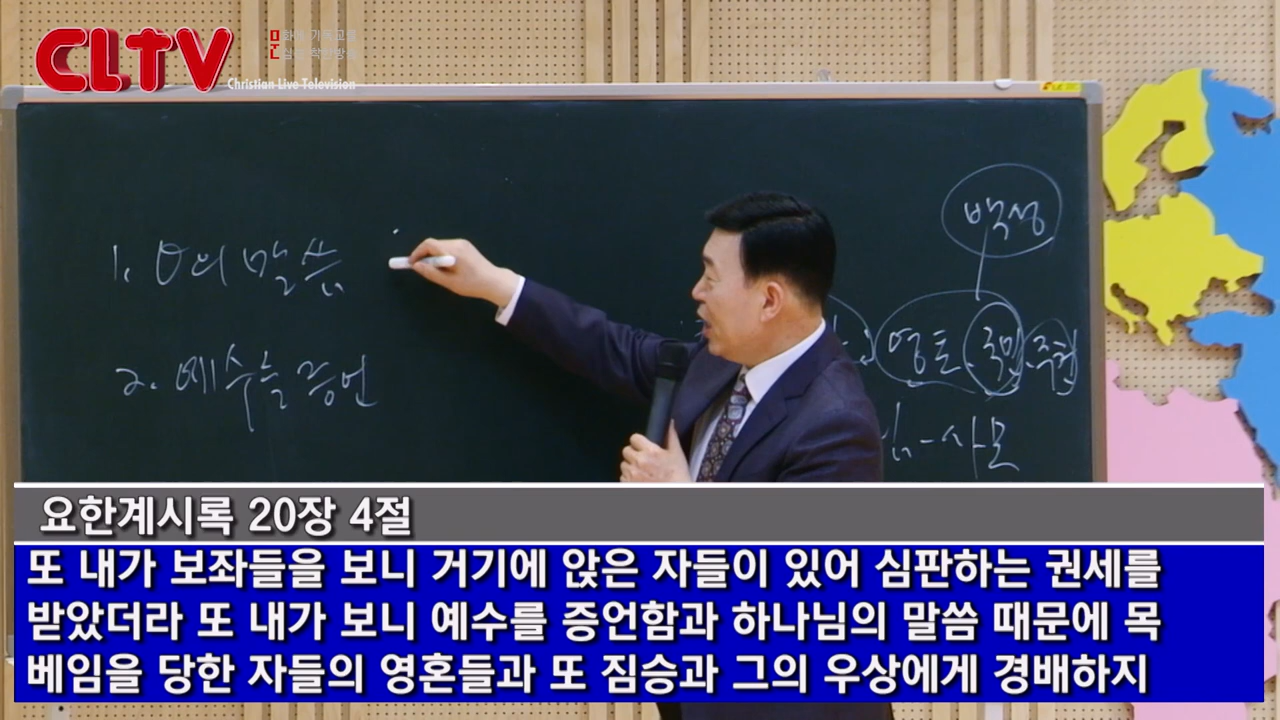 CLTV
Christian Live Television
1. 0의 말씀
2. 예수님 증언
백성
영토 국민 주권
님-사모
요한계시록 20장 4절
또 내가 보좌들을 보니 거기에 앉은 자들이 있어 심판하는 권세를
받았더라 또 내가 보니 예수를 증언함과 하나님의 말씀 때문에 목
베임을 당한 자들의 영혼들과 또 짐승과 그의 우상에게 경배하지